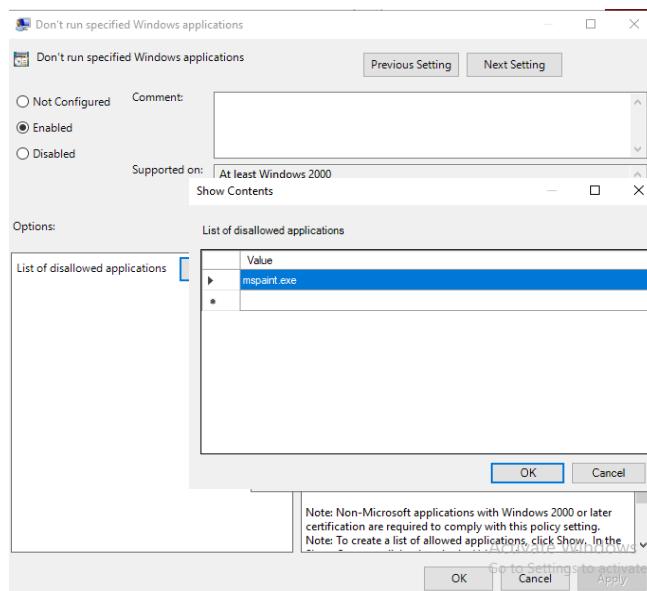 Don't run specified Windows applications
Don't run specified Windows applications
Previous Setting
Next Setting
Not Configured
Comment:
Enabled
Disabled
Supported on:
At least Windows 2000
Show Contents
Options:
List of disallowed applications
List of disallowed applications
Value
mspaint.exe
OK
Cancel
Note: Non-Microsoft applications with Windows 2000 or later
certification are required to comply with this policy setting.
Note: To create a list of allowed applications, click Show. In the
Activate Windows
Go to Settings to activate
OK
Cancel
Apply